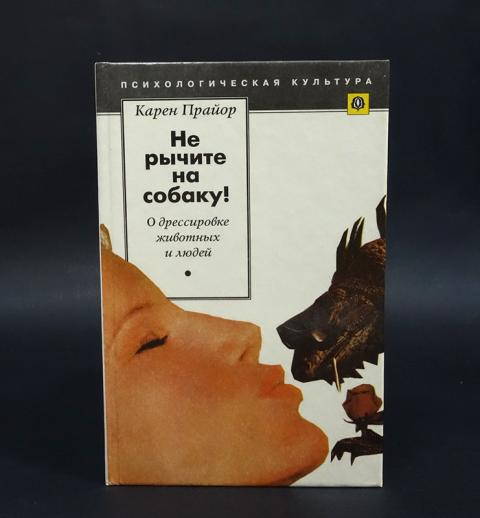 ПСИХОЛОГИЧЕСКАЯ КУЛЬТУРА
Карен Прайор
Не
рычите
на
собаку!
О дрессировке
животных
и людей